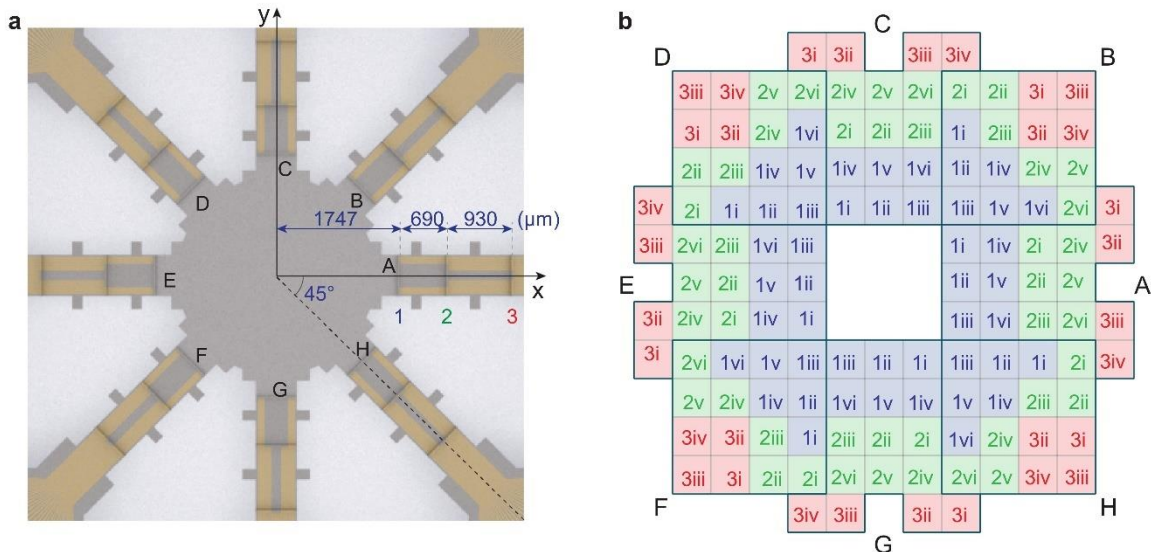 a
y
C
B
D
1747
690
930
(μm)
A
E
x
45°
1
2
3
H
F
G
b
C
D
B
3i 3ii 3iii 3iv
3iii 3iv 2v 2vi 2iv 2v 2vi 2i 2ii 3i 3iii
3i 3ii 2iv 1vi 2i 2ii 2iii 1i 2iii 3ii 3iv
2ii 2iii 1iv 1v 1iv 1v 1vi 1ii 1iv 2iv 2v
3iv 2i 1i 1ii 1iii 1i 1ii 1iii 1iii 1v 1vi 2vi 3i
3iii 2vi 2iii 1vi 1iii 1i 1iv 2i 2iv 3ii
E 2v 2ii 1v 1ii 1ii 1v 2ii 2v A
3ii 2iv 2i 1iv 1i 1iii 1vi 2iii 2vi 3iii
3i 2vi 1vi 1v 1iii 1iii 1ii 1i 1iii 1ii 1i 2i 3iv
2v 2iv 1iv 1ii 1vi 1v 1iv 1v 1iv 2iii 2ii
3iv 3ii 2iii 1i 2iii 2ii 2i 1vi 2iv 3ii 3i
3iii 3i 2ii 2i 2vi 2v 2iv 2vi 2v 3iv 3iii
F
H
3iv 3iii 3ii 3i
G